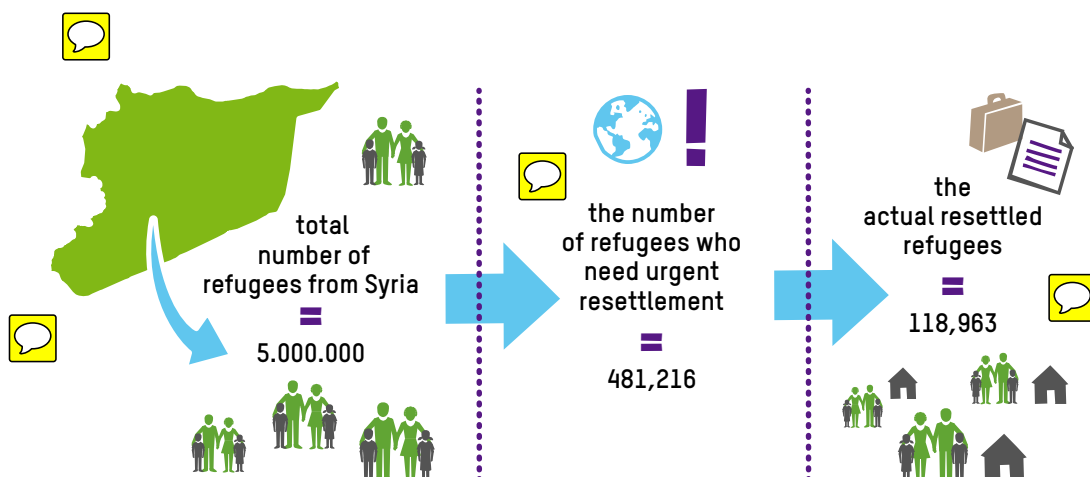 total
number of
refugees from Syria
=
5.000.000
the number
of refugees who
need urgent
resettlement
=
481,216
the
actual resettled
refugees
=
118,963